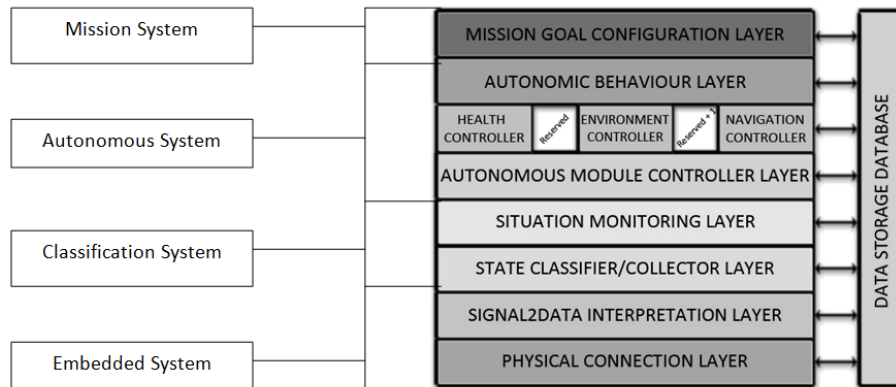 Mission System
Autonomous System
Classification System
Embedded System
MISSION GOAL CONFIGURATION LAYER
AUTONOMIC BEHAVIOUR LAYER
HEALTH
CONTROLLER
Reserved
ENVIRONMENT
CONTROLLER
Reserved + 1
NAVIGATION
CONTROLLER
AUTONOMOUS MODULE CONTROLLER LAYER
SITUATION MONITORING LAYER
STATE CLASSIFIER/COLLECTOR LAYER
SIGNAL2DATA INTERPRETATION LAYER
PHYSICAL CONNECTION LAYER
DATA STORAGE DATABASE